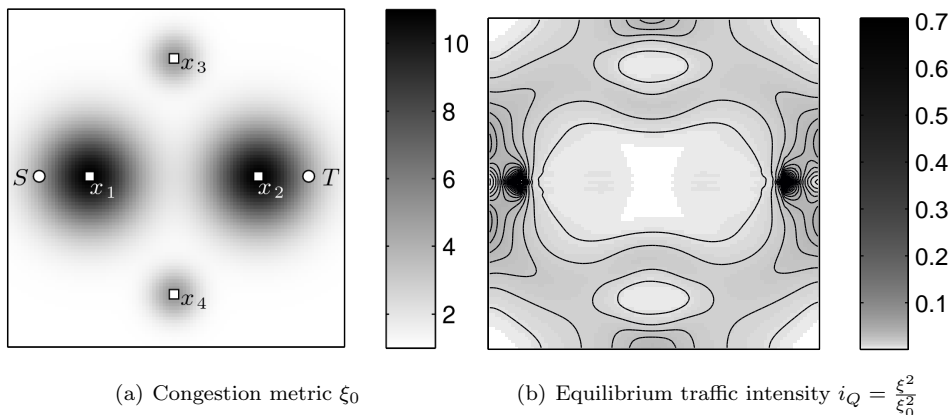 x₃
S
x₁
x₂
T
x₄
10
8
6
4
2
0.7
0.6
0.5
0.4
0.3
0.2
0.1
(a) Congestion metric ξ₀
(b) Equilibrium traffic intensity i_Q = ξ²/ξ₀²